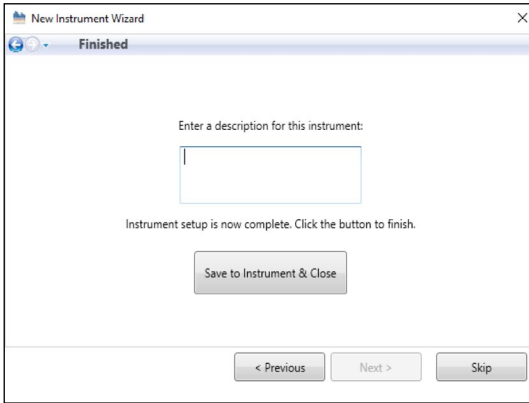 New Instrument Wizard
Finished
Enter a description for this instrument:
Instrument setup is now complete. Click the button to finish.
Save to Instrument & Close
< Previous Next > Skip